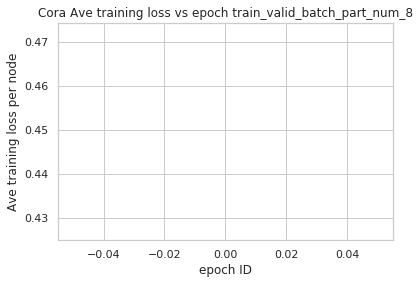 Cora Ave training loss vs epoch train_valid_batch_part_num_8
Ave training loss per node
0.47
0.46
0.45
0.44
0.43
−0.04 −0.02 0.00 0.02 0.04
epoch ID